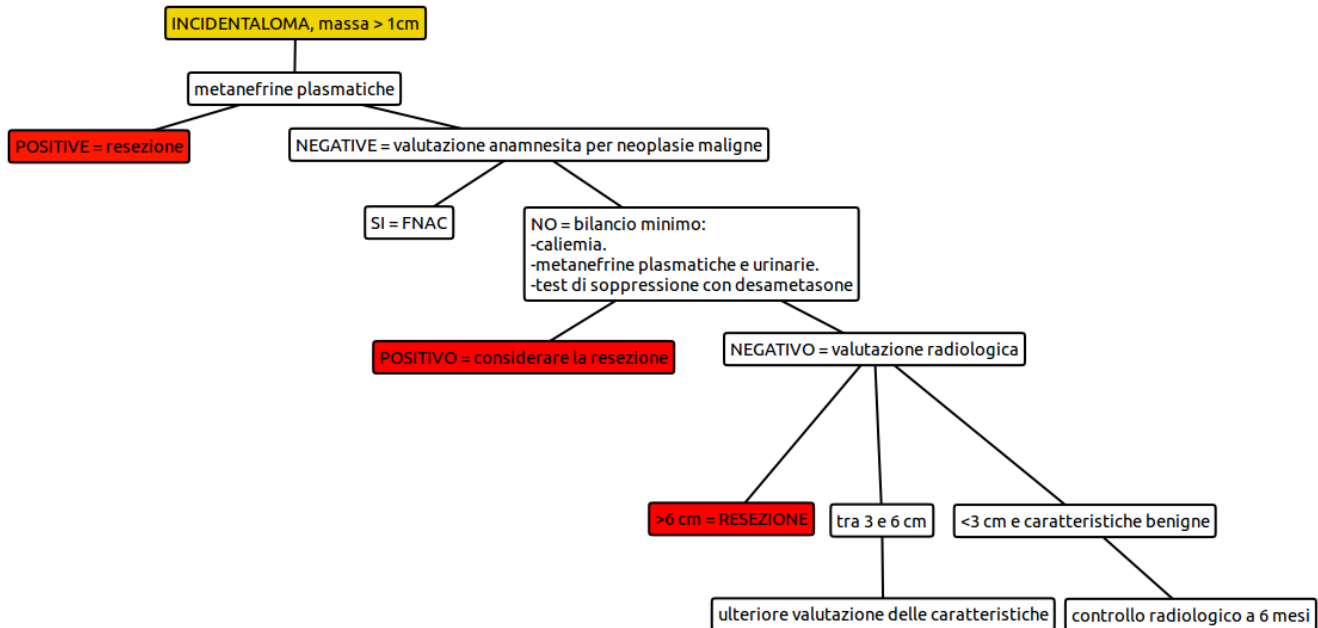 INCIDENTALOMA, massa > 1cm
metanefrine plasmatiche
POSITIVE = resezione
NEGATIVE = valutazione anamnesita per neoplasie maligne
SI = FNAC
NO = bilancio minimo:
-caliemia.
-metanefrine plasmatiche e urinarie.
-test di soppressione con desametasone
POSITIVO = considerare la resezione
NEGATIVO = valutazione radiologica
>6 cm = RESEZIONE
tra 3 e 6 cm
<3 cm e caratteristiche benigne
ulteriore valutazione delle caratteristiche
controllo radiologico a 6 mesi